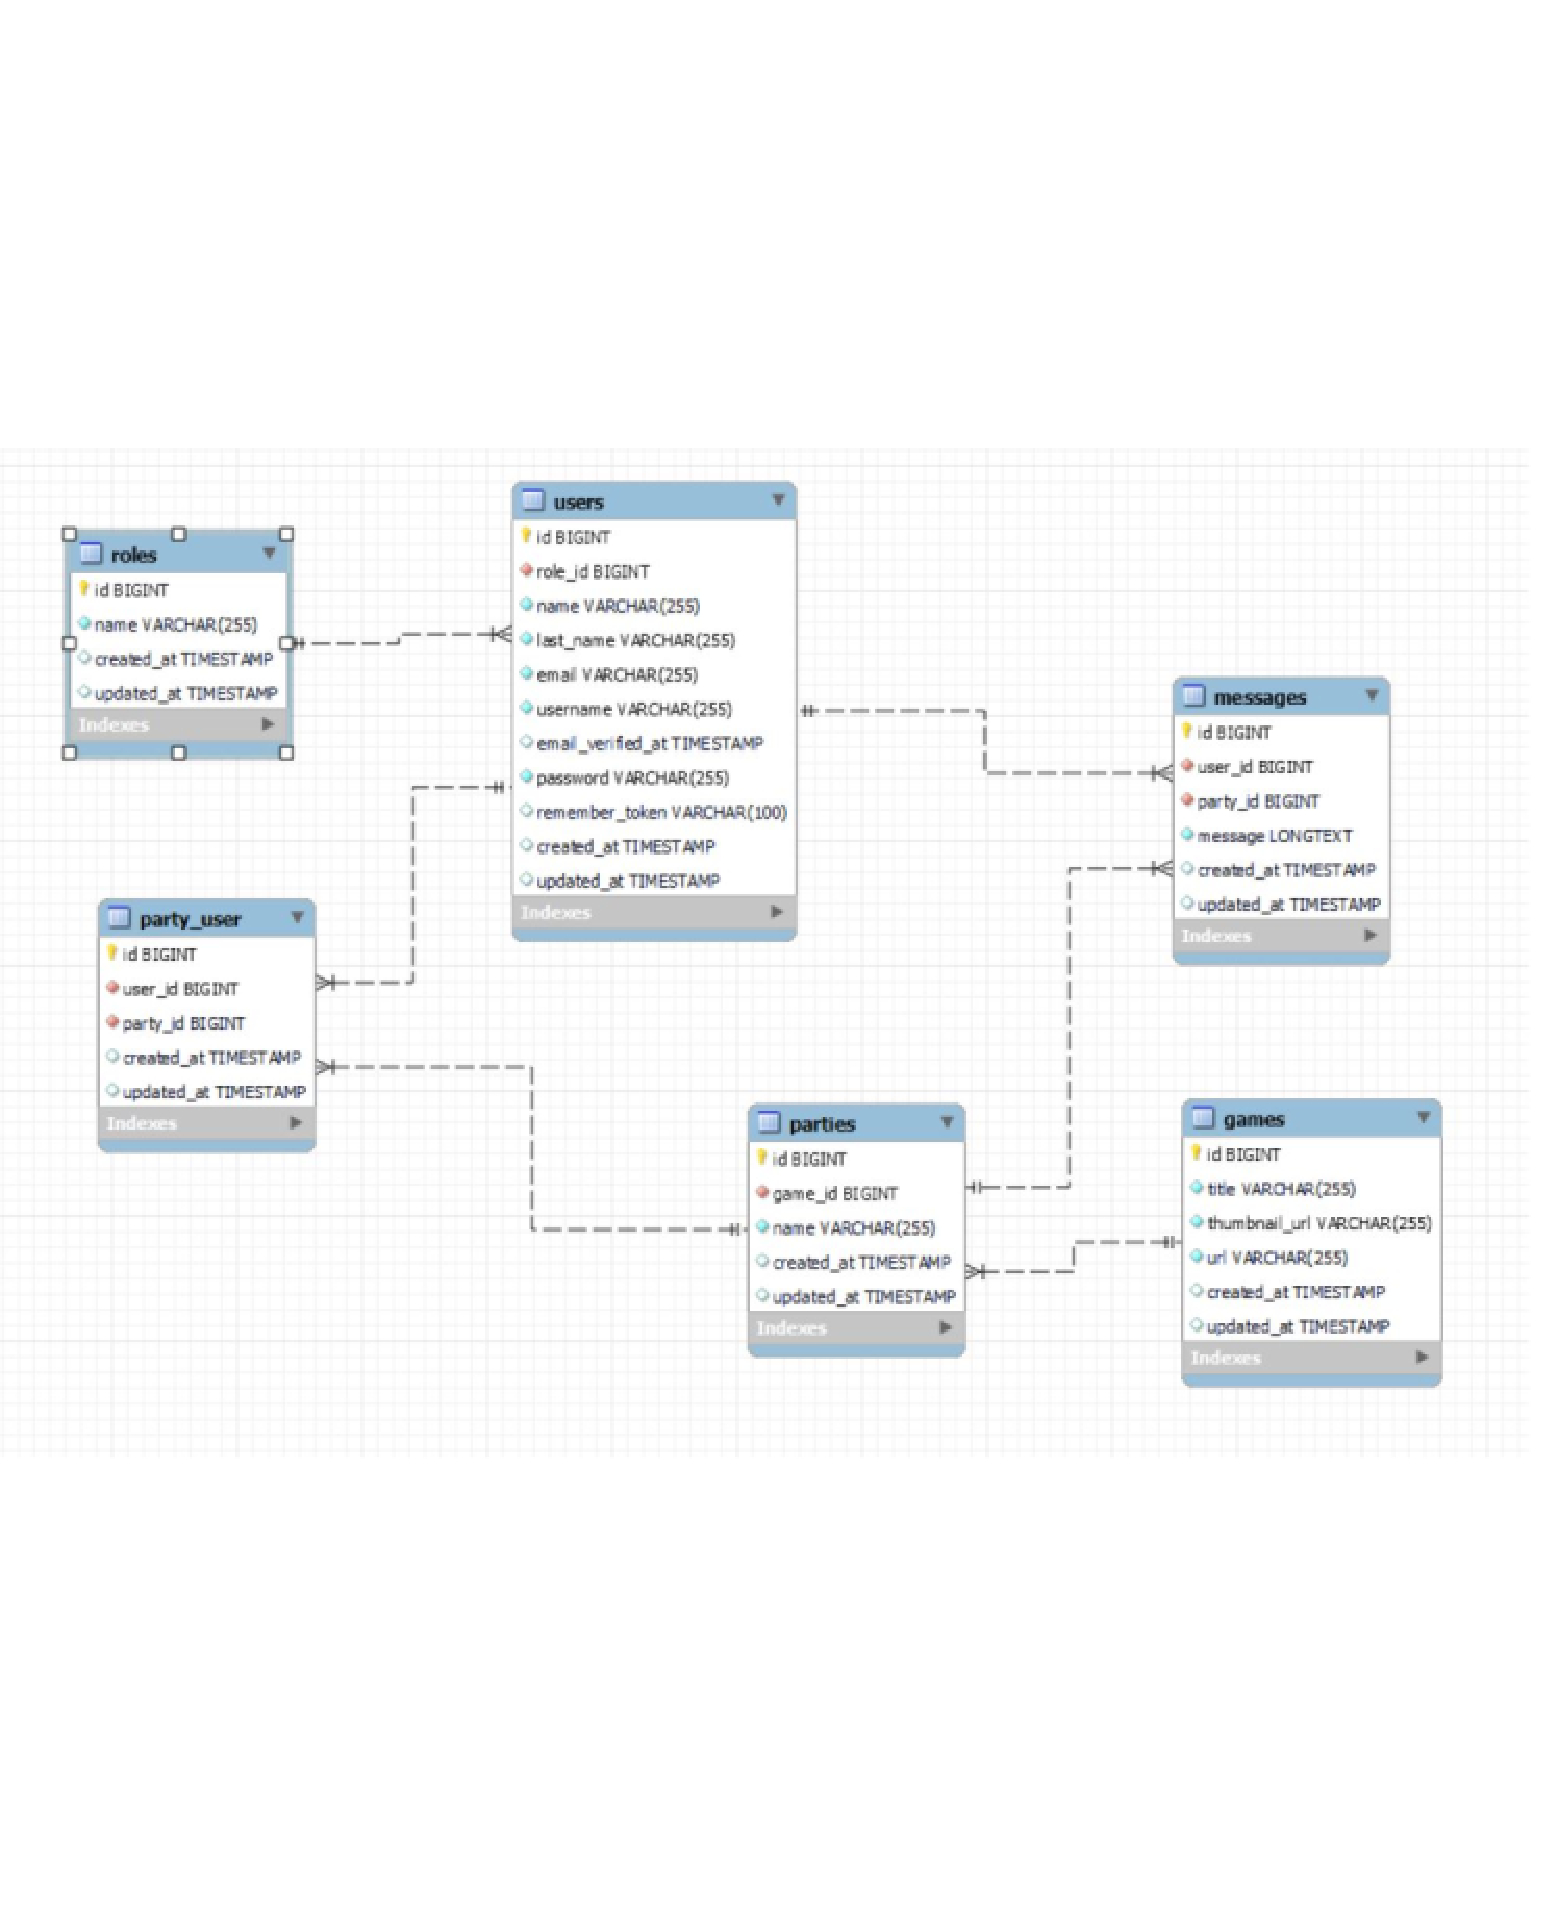 roles
id BIGINT
name VARCHAR(255)
created_at TIMESTAMP
updated_at TIMESTAMP
Indexes
users
id BIGINT
role_id BIGINT
name VARCHAR(255)
last_name VARCHAR(255)
email VARCHAR(255)
username VARCHAR(255)
email_verified_at TIMESTAMP
password VARCHAR(255)
remember_token VARCHAR(100)
created_at TIMESTAMP
updated_at TIMESTAMP
Indexes
messages
id BIGINT
user_id BIGINT
party_id BIGINT
message LONGTEXT
created_at TIMESTAMP
updated_at TIMESTAMP
Indexes
party_user
id BIGINT
user_id BIGINT
party_id BIGINT
created_at TIMESTAMP
updated_at TIMESTAMP
Indexes
parties
id BIGINT
game_id BIGINT
name VARCHAR(255)
created_at TIMESTAMP
updated_at TIMESTAMP
Indexes
games
id BIGINT
title VARCHAR(255)
thumbnail_url VARCHAR(255)
url VARCHAR(255)
created_at TIMESTAMP
updated_at TIMESTAMP
Indexes